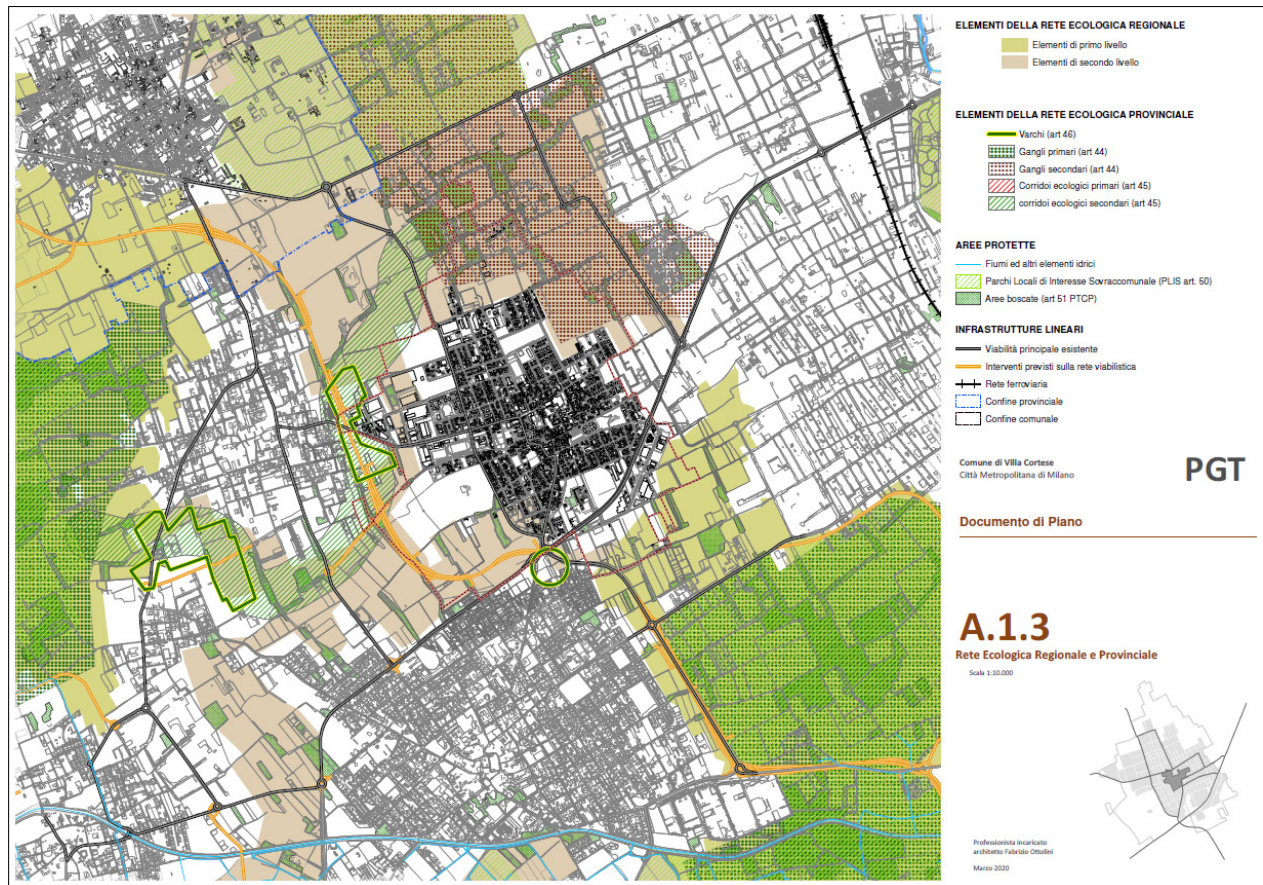 ELEMENTI DELLA RETE ECOLOGICA REGIONALE
Elementi di primo livello
Elementi di secondo livello
ELEMENTI DELLA RETE ECOLOGICA PROVINCIALE
Varchi (art 46)
Gangli primari (art 44)
Gangli secondari (art 44)
Corridoi ecologici primari (art 45)
corridoi ecologici secondari (art 45)
AREE PROTETTE
Fiumi ed altri elementi idrici
Parchi Locali di Interesse Sovraccomunale (PLIS art. 50)
Aree boscate (art 51 PTCP)
INFRASTRUTTURE LINEARI
Viabilità principale esistente
Interventi previsti sulla rete viabilistica
Rete ferroviaria
Confine provinciale
Confine comunale
Comune di Villa Cortese
Città Metropolitana di Milano
PGT
Documento di Piano
A.1.3
Rete Ecologica Regionale e Provinciale
Scala 1:10.000
Professionista incaricato
architetto Fabrizio Ottolini
Marzo 2020